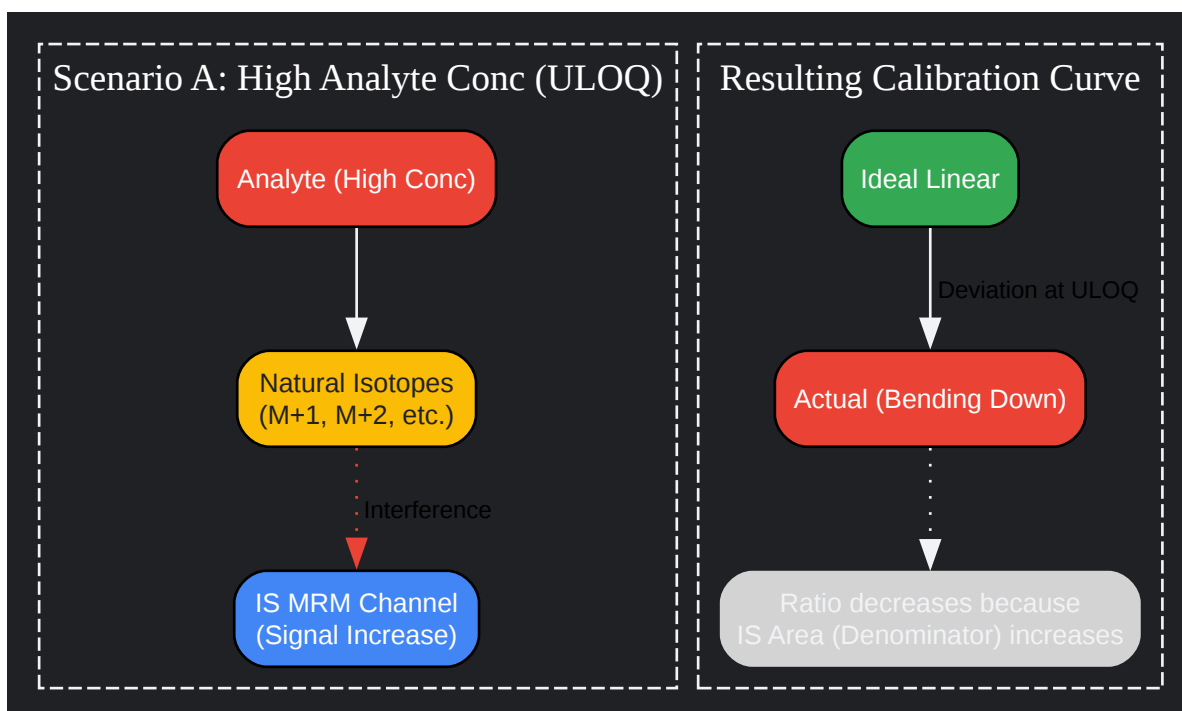 Scenario A: High Analyte Conc (ULOQ)
Analyte (High Conc)
Natural Isotopes
(M+1, M+2, etc.)
Interference
IS MRM Channel
(Signal Increase)
Resulting Calibration Curve
Ideal Linear
Deviation at ULOQ
Actual (Bending Down)
Ratio decreases because
IS Area (Denominator) increases